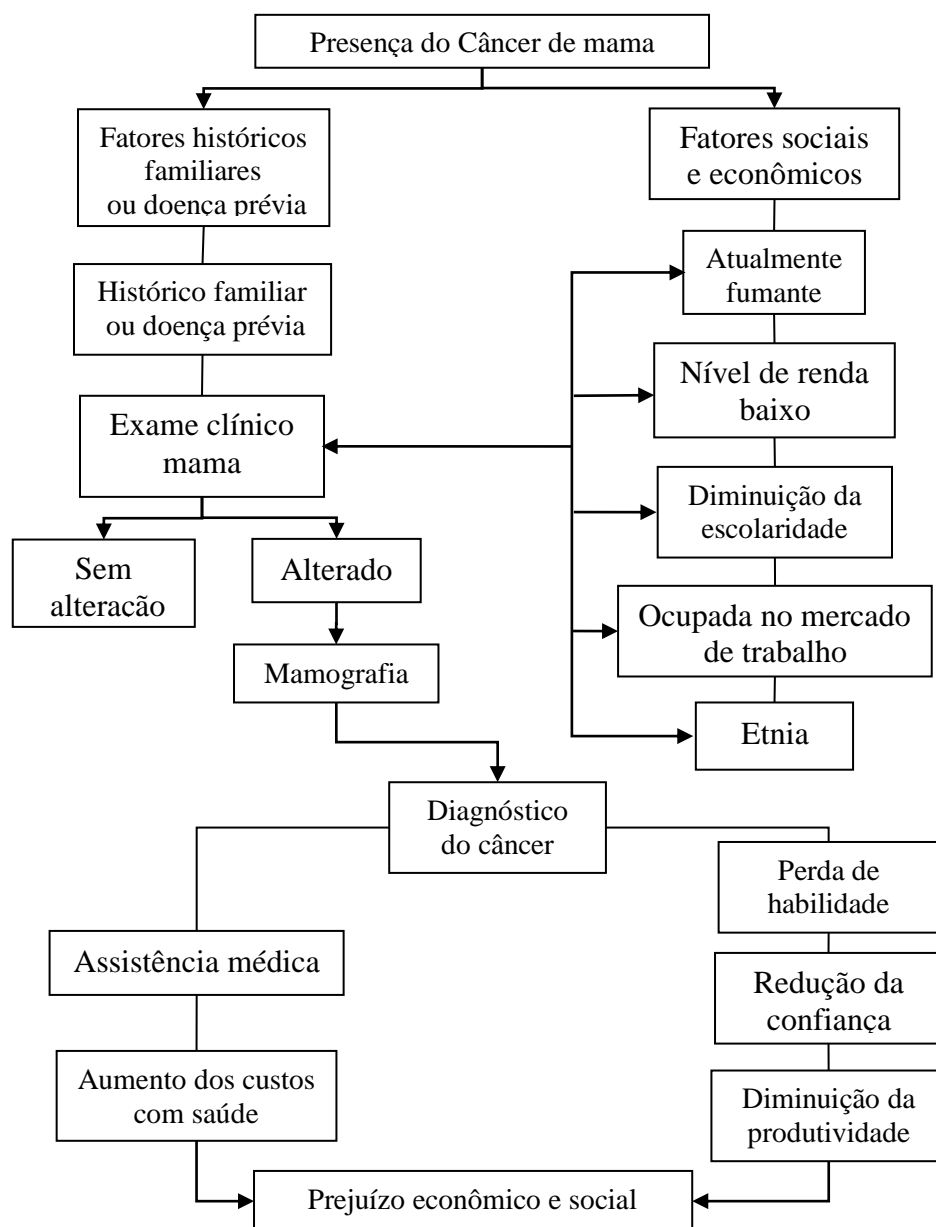 Presença do Câncer de mama
Fatores históricos
familiares
ou doença prévia
Fatores sociais
e econômicos
Histórico familiar
ou doença prévia
Atualmente
fumante
Exame clínico
mama
Nível de renda
baixo
Sem
alteração
Alterado
Diminuição da
escolaridade
Mamografia
Ocupada no mercado
de trabalho
Etnia
Diagnóstico
do câncer
Assistência médica
Perda de
habilidade
Redução da
confiança
Aumento dos custos
com saúde
Diminuição da
produtividade
Prejuízo econômico e social